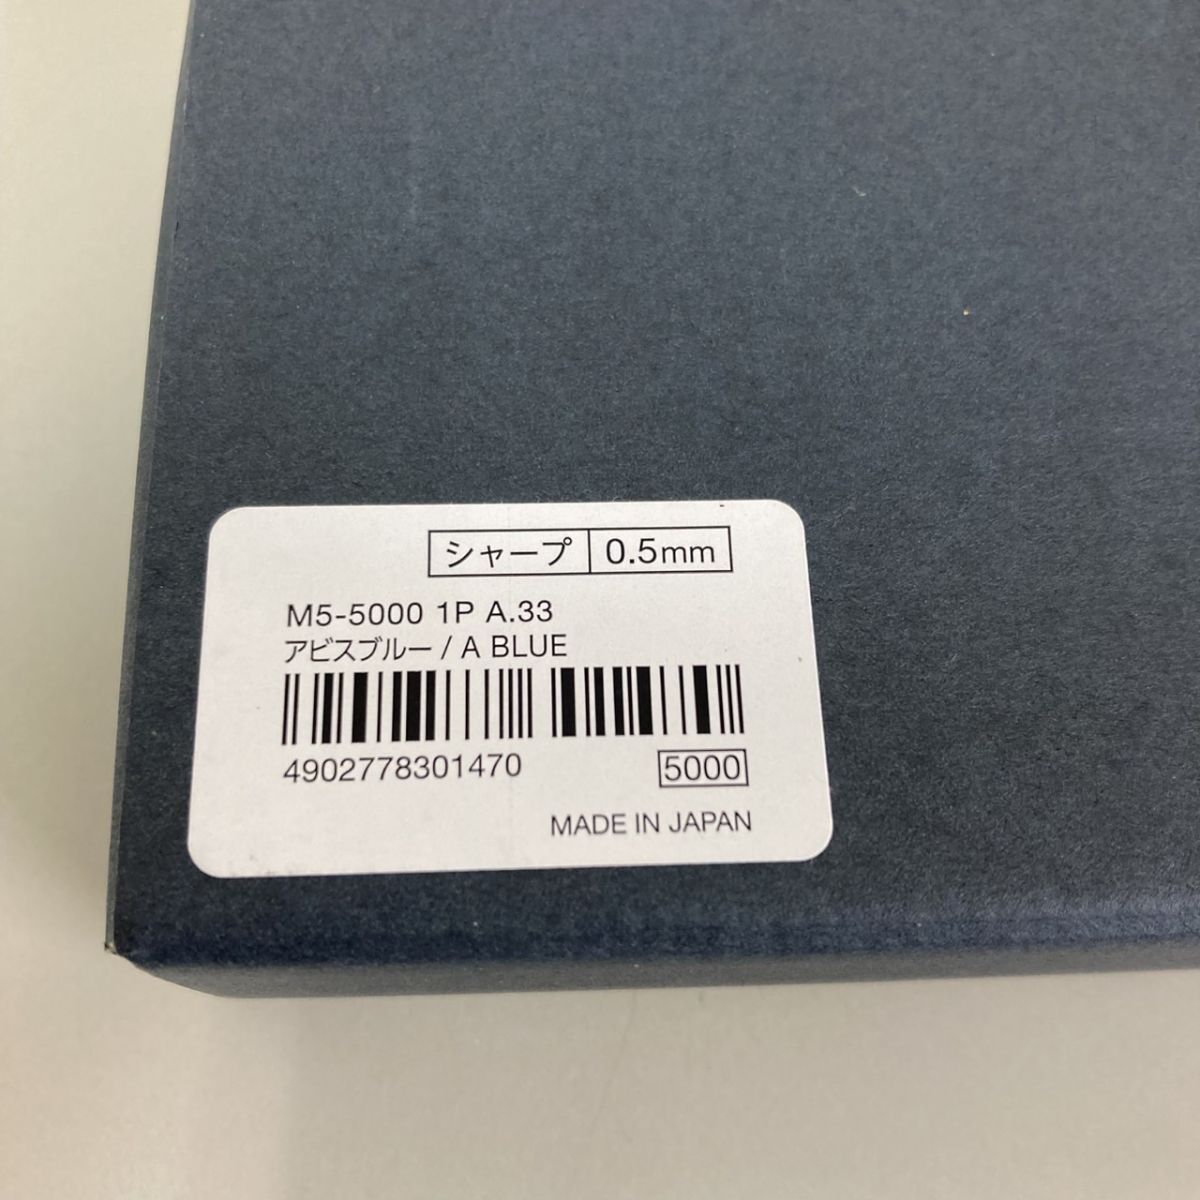 シャープ 0.5mm
M5-5000 1P A.33
アビスブルー / A BLUE
4902778301470 5000
MADE IN JAPAN